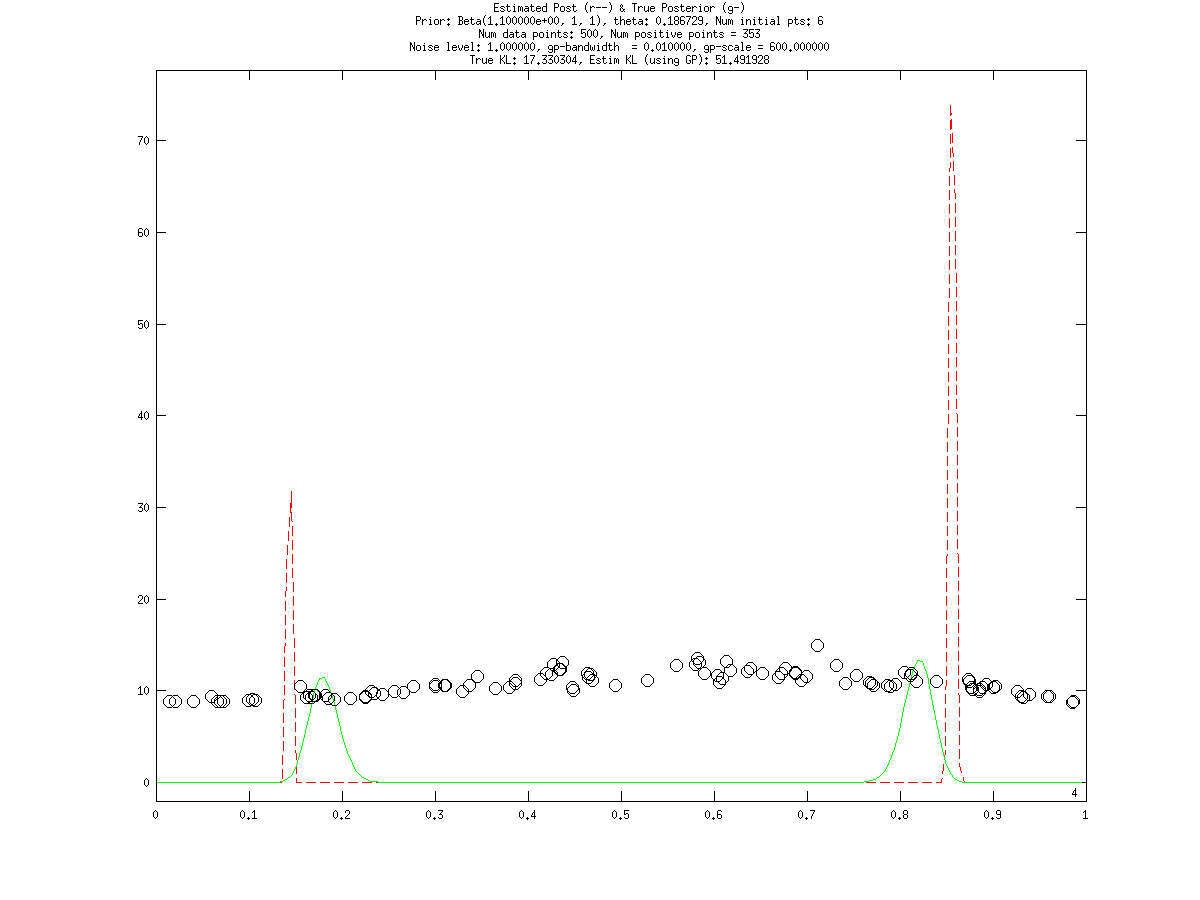 Estimated Post (r--) & True Posterior (g-)
Prior: Beta(1.100000e+00, 1, 1), theta: 0.186729, Num initial pts: 6
Num data points: 500, Num positive points = 353
Noise level: 1.000000, gp-bandwidth  = 0.010000, gp-scale = 600.000000
True KL: 17.330304, Estim KL (using GP): 51.491928
70
60
50
40
30
20
10
0
4
0 0.1 0.2 0.3 0.4 0.5 0.6 0.7 0.8 0.9 1